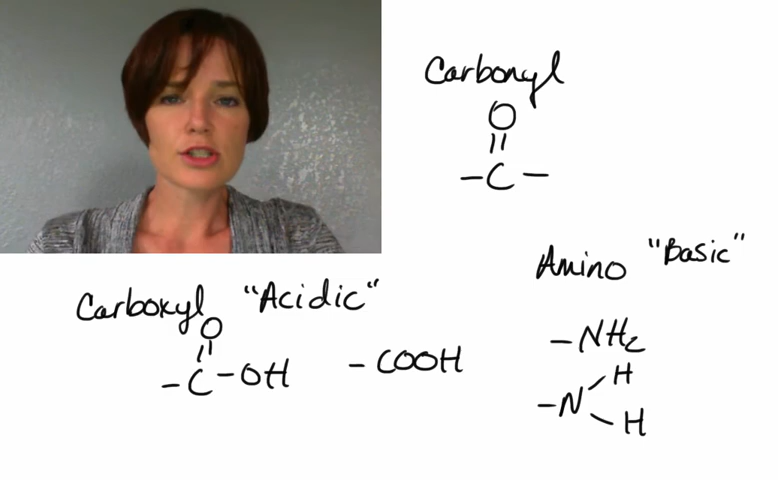 Carbonyl
O
- C -
Amino "Basic"
-NH2
-N
H
H
Carboxyl "Acidic"
O
-C-OH
-COOH